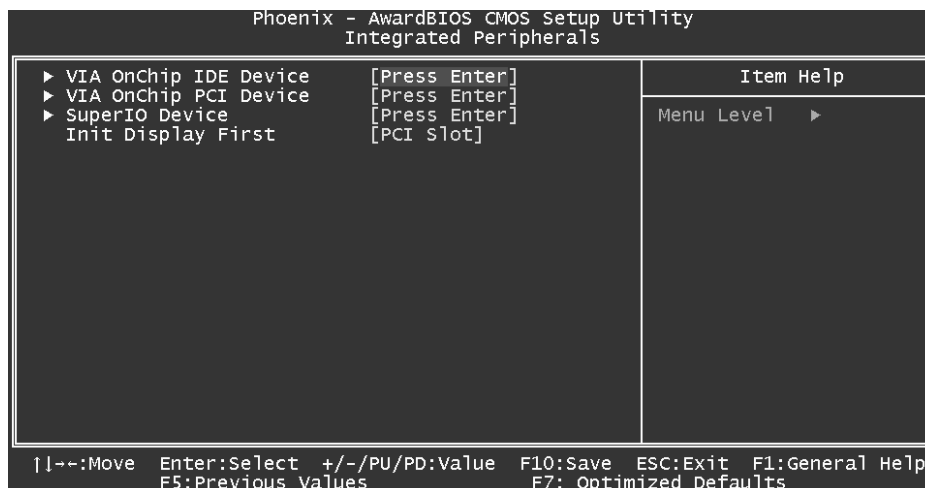 Phoenix - AwardBIOS CMOS Setup Utility
Integrated Peripherals
▶ VIA OnChip IDE Device [Press Enter]
▶ VIA OnChip PCI Device [Press Enter]
▶ SuperIO Device [Press Enter]
Init Display First [PCI Slot]
Item Help
Menu Level ▶
↑↓→←:Move Enter:Select +/-/PU/PD:Value F10:Save ESC:Exit F1:General Help
F5:Previous Values F7: Optimized Defaults